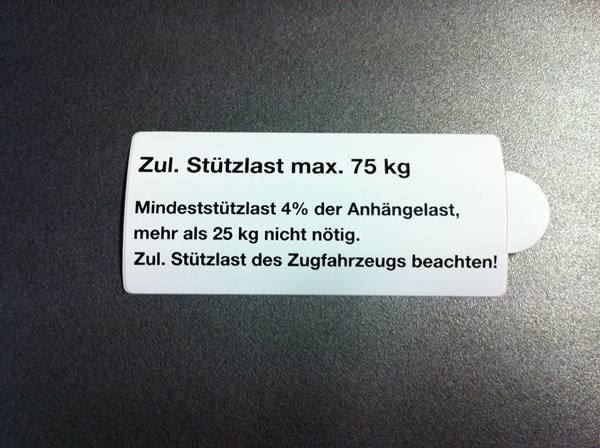 Zul. Stützlast max. 75 kg
Mindeststützlast 4% der Anhängelast,
mehr als 25 kg nicht nötig.
Zul. Stützlast des Zugfahrzeugs beachten!